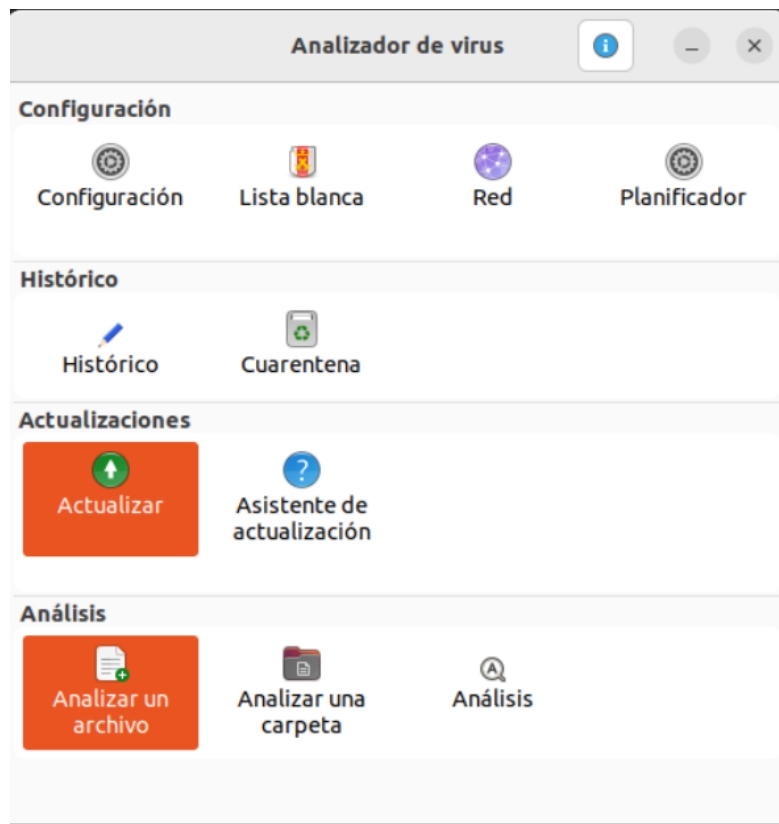 Analizador de virus
Configuración
Configuración
Lista blanca
Red
Planificador
Histórico
Histórico
Cuarentena
Actualizaciones
Actualizar
Asistente de
actualización
Análisis
Analizar un
archivo
Analizar una
carpeta
Análisis